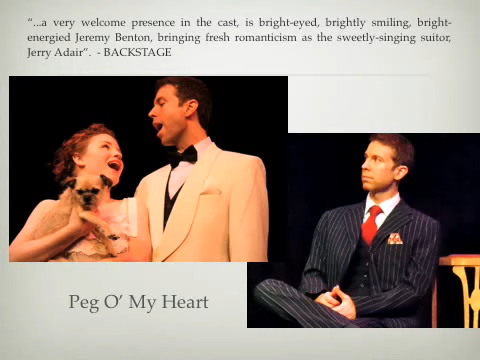 “...a very welcome presence in the cast, is bright-eyed, brightly smiling, bright-
energied Jeremy Benton, bringing fresh romanticism as the sweetly-singing suitor,
Jerry Adair”.  - BACKSTAGE
Peg O’ My Heart